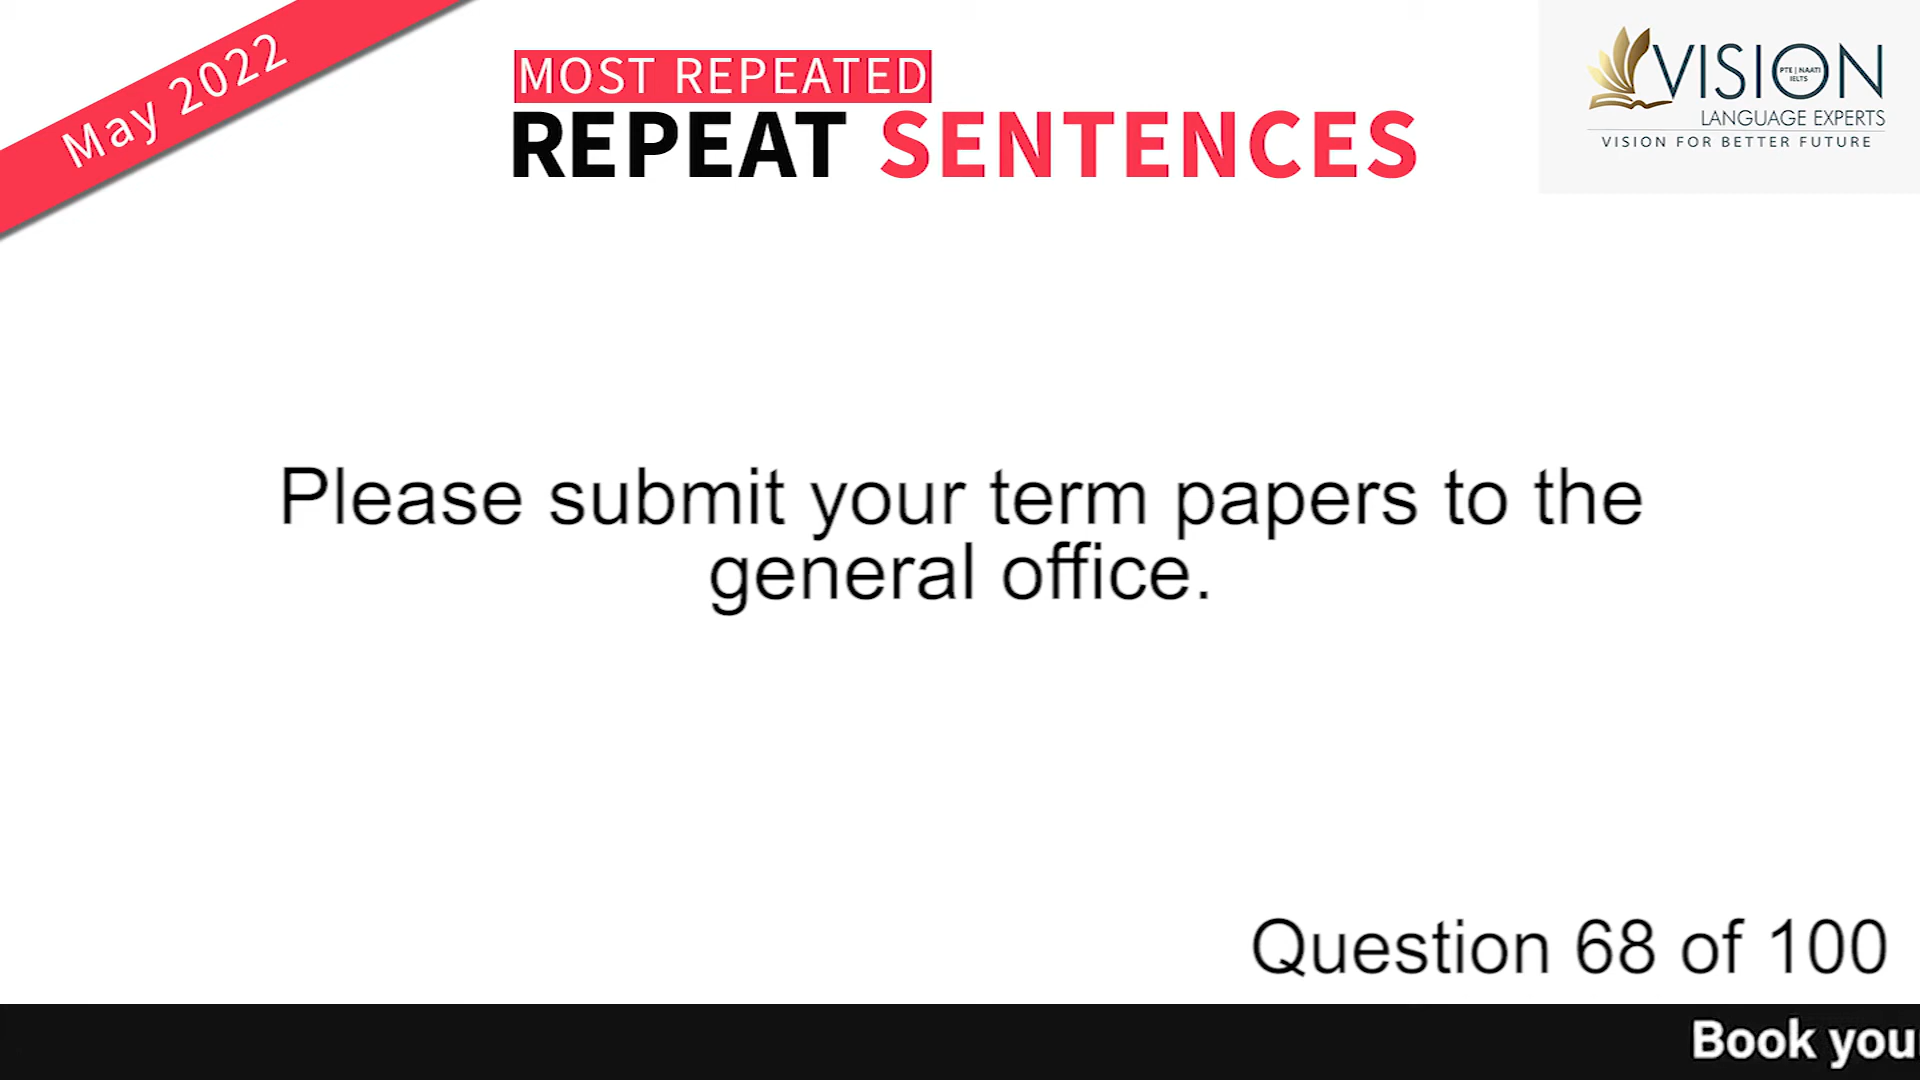 May 2022
MOST REPEATED
REPEAT SENTENCES
VISION
PTE | NAATI
IELTS
LANGUAGE EXPERTS
VISION FOR BETTER FUTURE
Please submit your term papers to the
general office.
Question 68 of 100
Book you